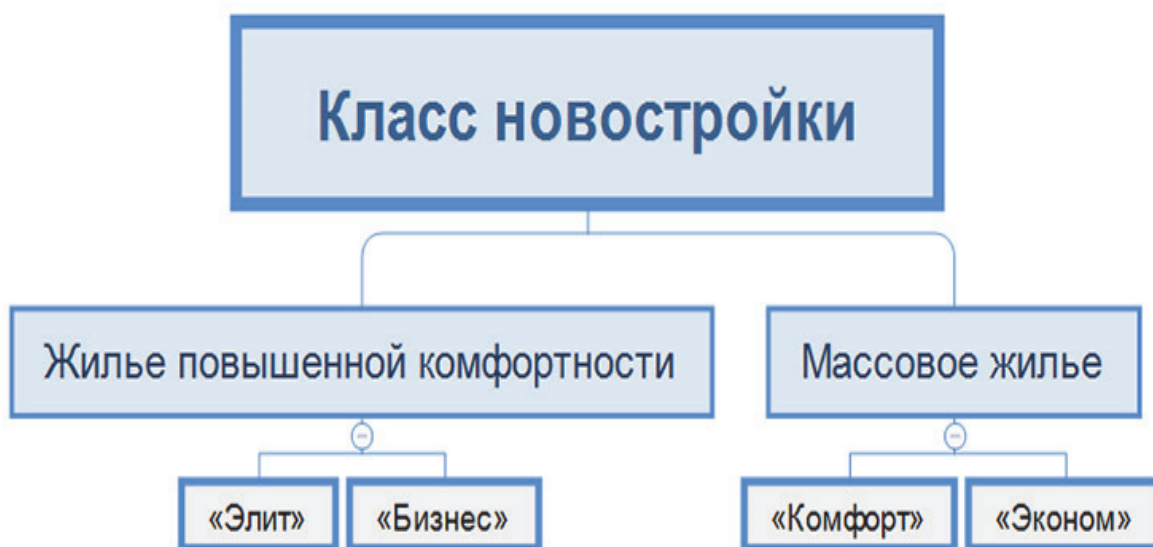 Класс новостройки
Жилье повышенной комфортности
Массовое жилье
«Элит»
«Бизнес»
«Комфорт»
«Эконом»